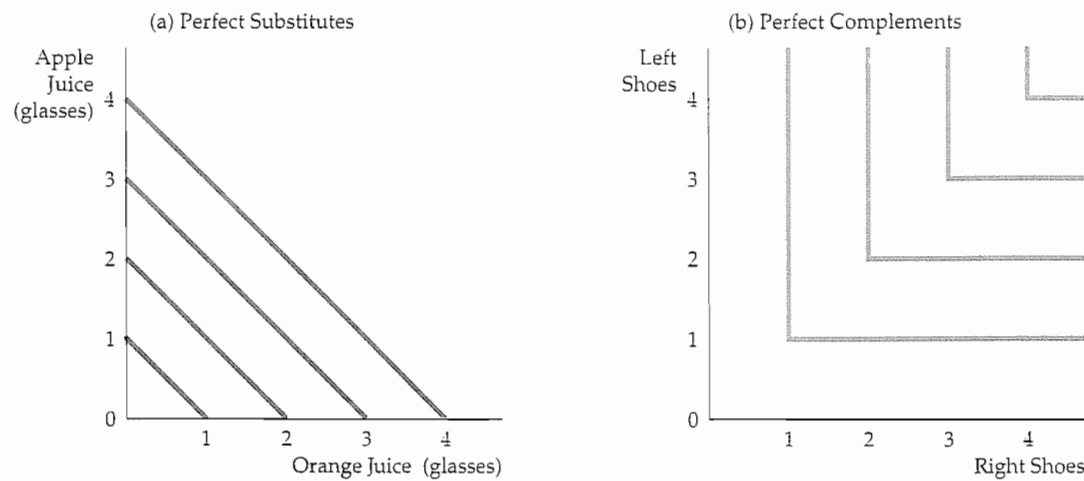 (a) Perfect Substitutes
Apple
Juice
(glasses)
4
3
2
1
0
1 2 3 4
Orange Juice (glasses)
(b) Perfect Complements
Left
Shoes
4
3
2
1
0
1 2 3 4
Right Shoes